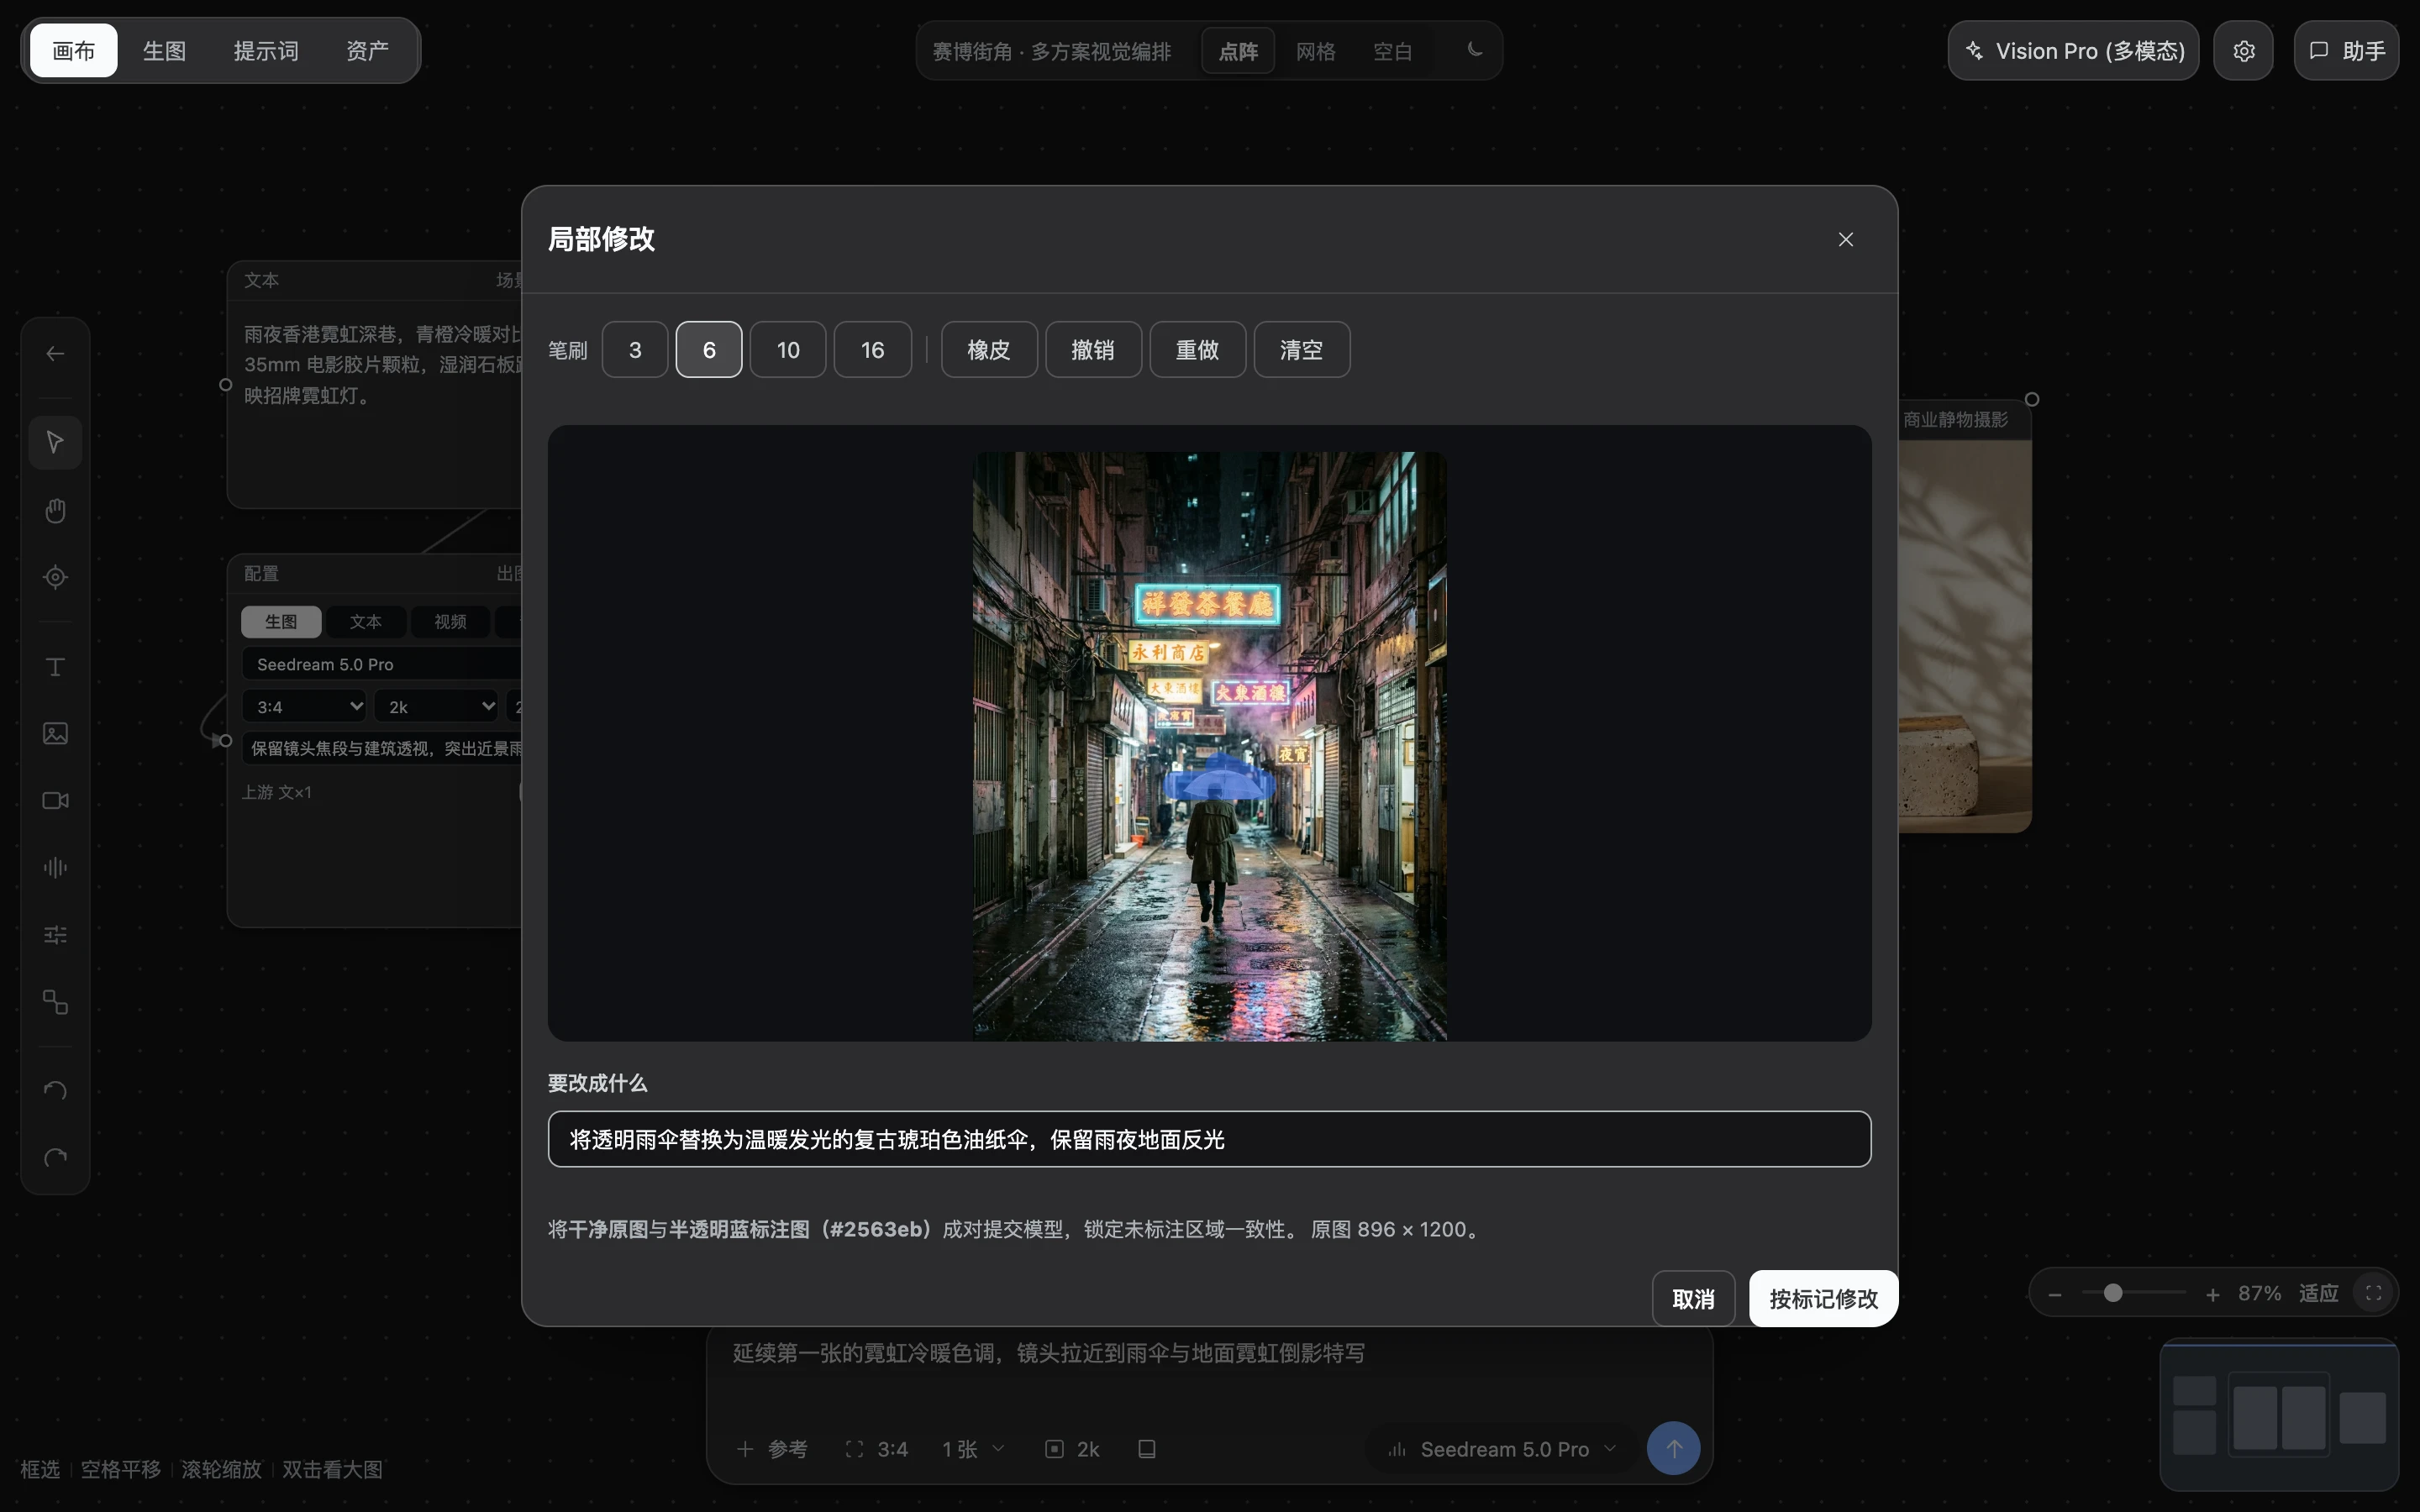 画布 生图 提示词 资产
赛博街角 · 多方案视觉编排 点阵 网格 空白
Vision Pro (多模态) 助手
局部修改
笔刷 3 6 10 16 橡皮 撤销 重做 清空
文本
雨夜香港霓虹深巷，青橙冷暖对比
35mm 电影胶片颗粒，湿润石板
映招牌霓虹灯。
配置
生图 文本 视频
Seedream 5.0 Pro
3:4 2k 2
保留镜头焦段与建筑透视，突出近景雨
上游 文×1
商业静物摄影
祥發茶餐廳
永利商店
大東酒樓
大東酒樓
夜宵
要改成什么
将透明雨伞替换为温暖发光的复古琥珀色油纸伞，保留雨夜地面反光
将干净原图与半透明蓝标注图（#2563eb）成对提交模型，锁定未标注区域一致性。 原图 896 × 1200。
取消 按标记修改
87% 适应
延续第一张的霓虹冷暖色调，镜头拉近到雨伞与地面霓虹倒影特写
参考 3:4 1 张 2k Seedream 5.0 Pro
框选 空格平移 滚轮缩放 双击看大图